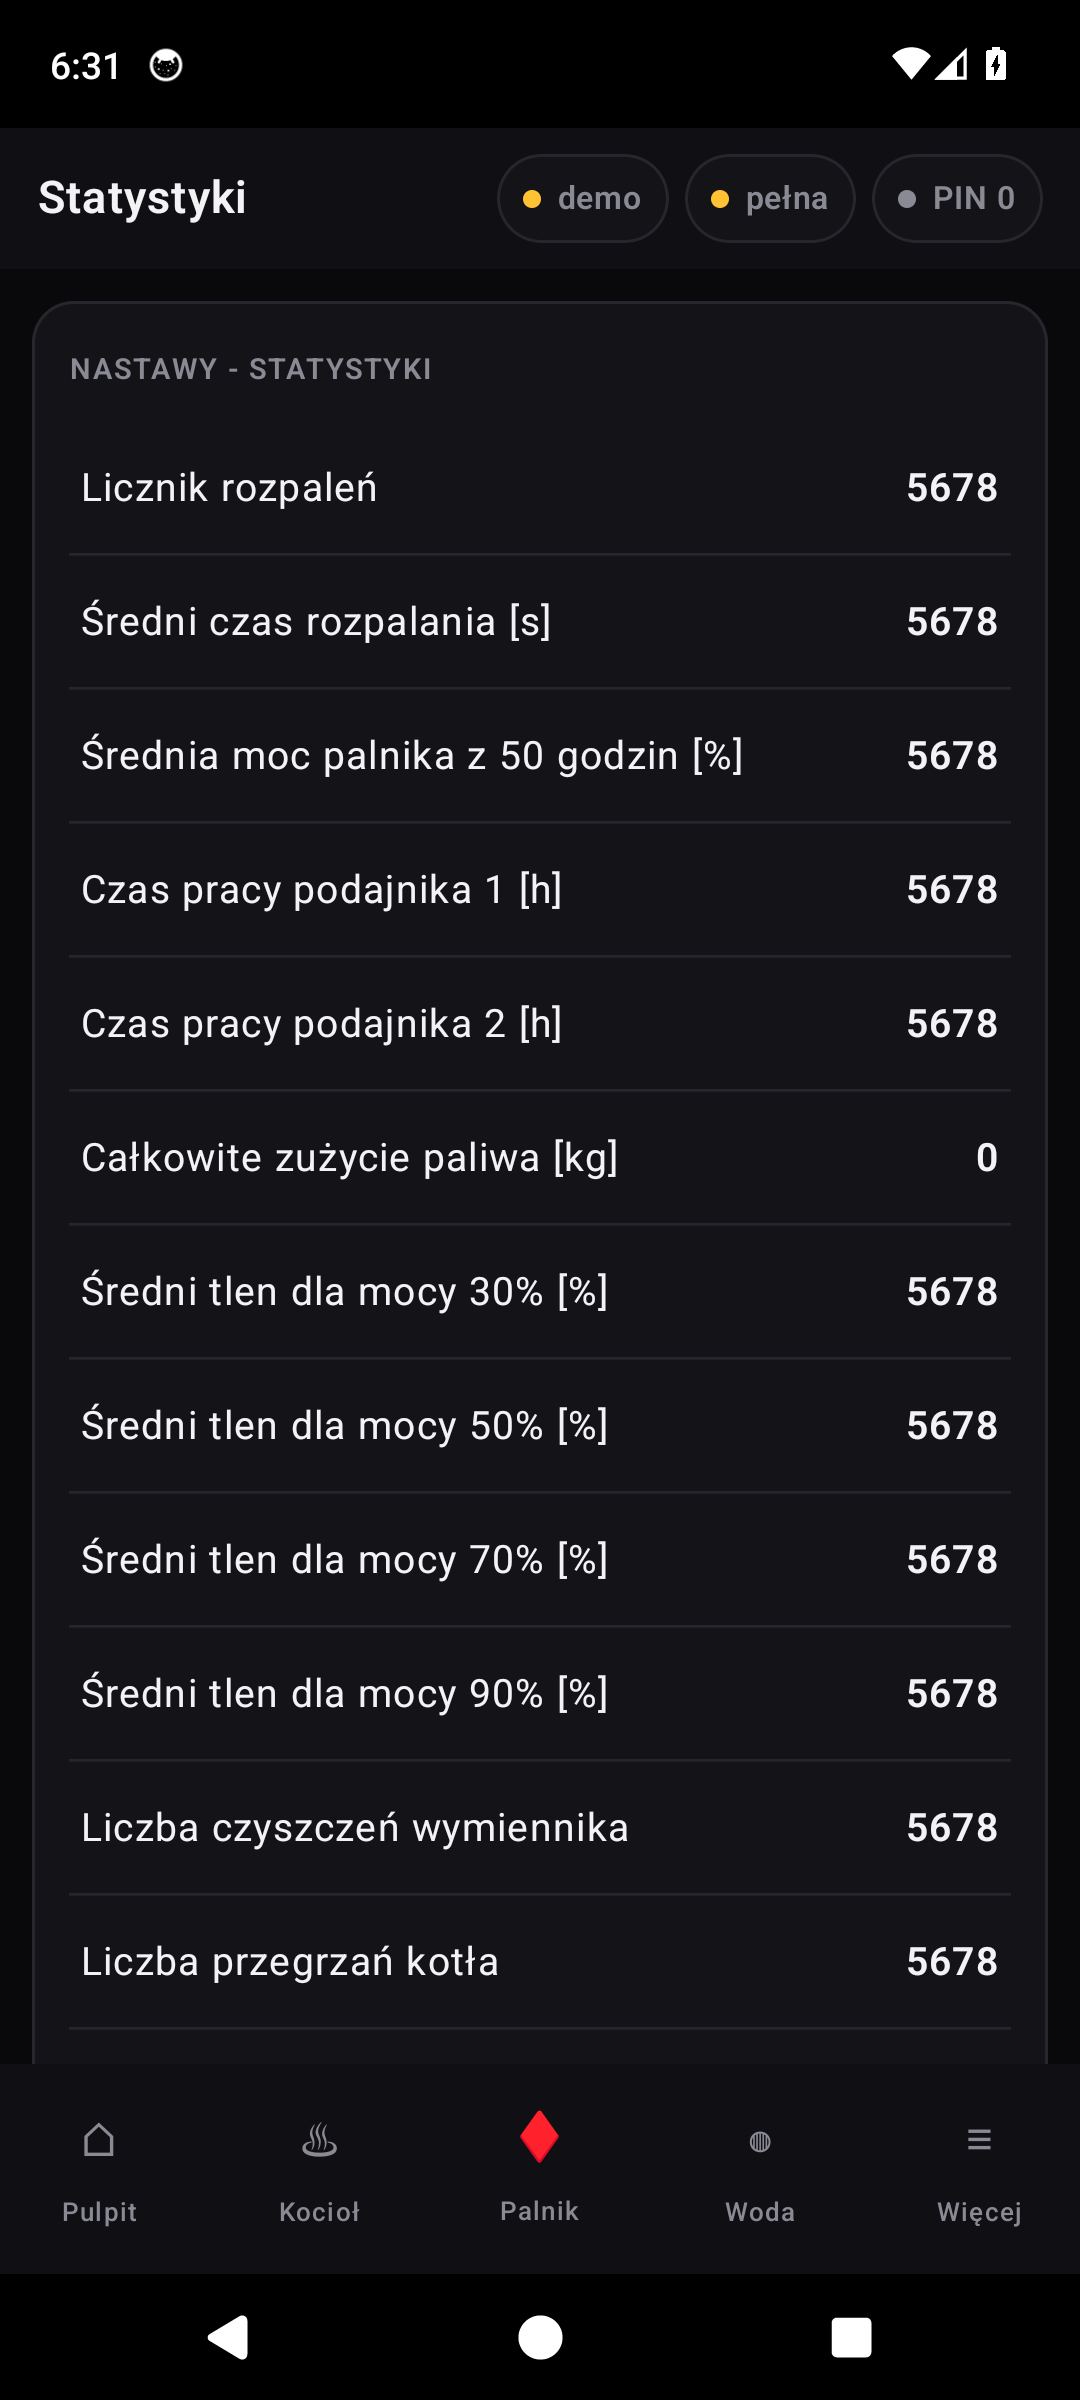 6:31
Statystyki
demo
pełna
PIN 0
NASTAWY - STATYSTYKI
Licznik rozpaleń 5678
Średni czas rozpalania [s] 5678
Średnia moc palnika z 50 godzin [%] 5678
Czas pracy podajnika 1 [h] 5678
Czas pracy podajnika 2 [h] 5678
Całkowite zużycie paliwa [kg] 0
Średni tlen dla mocy 30% [%] 5678
Średni tlen dla mocy 50% [%] 5678
Średni tlen dla mocy 70% [%] 5678
Średni tlen dla mocy 90% [%] 5678
Liczba czyszczeń wymiennika 5678
Liczba przegrzań kotła 5678
Pulpit
Kocioł
Palnik
Woda
Więcej